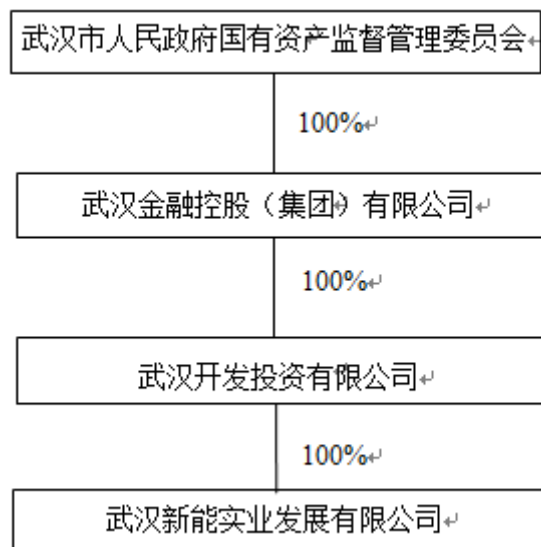 武汉市人民政府国有资产监督管理委员会
100%
武汉金融控股（集团）有限公司
100%
武汉开发投资有限公司
100%
武汉新能实业发展有限公司